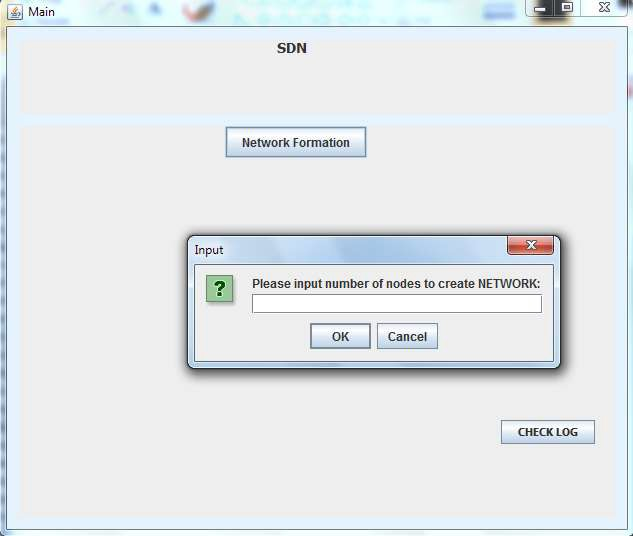 Main
SDN
Network Formation
Input
?
Please input number of nodes to create NETWORK:
OK Cancel
CHECK LOG